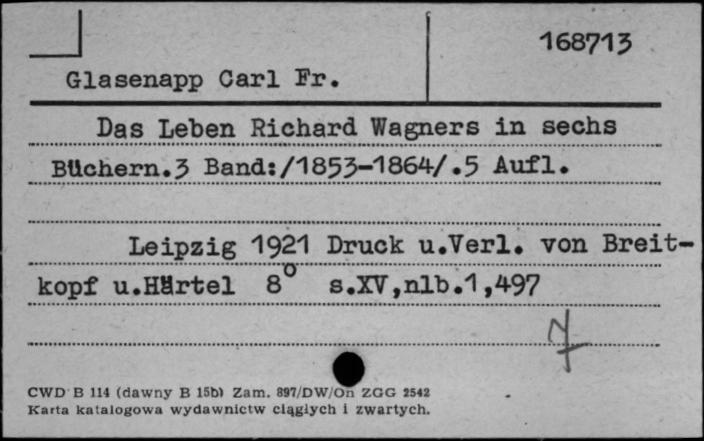 168713
Glasenapp Carl Fr.
Das Leben Richard Wagners in sechs
Büchern.3 Band:/1853-1864/.5 Aufl.
Leipzig 1921 Druck u.Verl. von Breit-
kopf u.Härtel 8° s.XV,nlb.1,497
CWD B 114 (dawny B 15b) Zam. 897/DW/On ZGG 2542
Karta katalogowa wydawnictw ciągłych i zwartych.